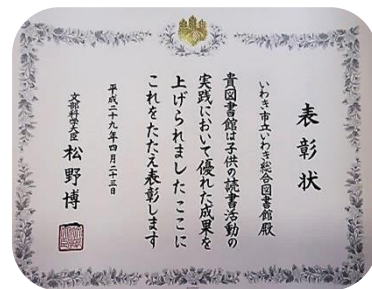 表彰状
いわき市立いわき総合図書館殿
貴図書館は子供の読書活動の
実践において優れた成果を
上げられましたここに
これをたたえ表彰します
平成二十九年四月二十三日
文部科学大臣 松野博